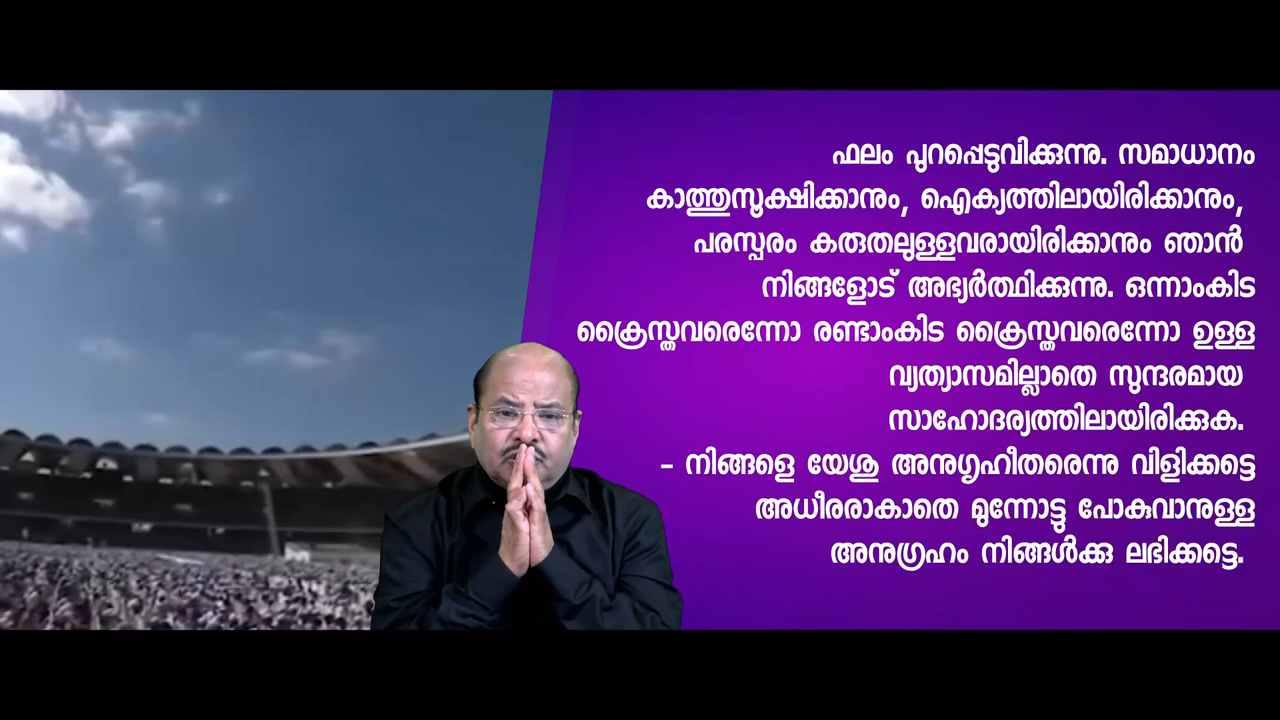 ഫലം പുറപ്പെടുവിക്കുന്നു. സമാധാനം
കാത്തുസൂക്ഷിക്കാനും, ഐക്യത്തിലായിരിക്കാനും,
പരസ്പരം കരുതലുള്ളവരായിരിക്കാനും ഞാൻ
നിങ്ങളോട് അഭ്യർത്ഥിക്കുന്നു. ഒന്നാംകിട
ക്രൈസ്തവരെന്നോ രണ്ടാംകിട ക്രൈസ്തവരെന്നോ ഉള്ള
വ്യത്യാസമില്ലാതെ സുന്ദരമായ
സാഹോദര്യത്തിലായിരിക്കുക.
– നിങ്ങളെ യേശു അനുഗൃഹീതരെന്നു വിളിക്കട്ടെ
അധീരരാകാതെ മുന്നോട്ടു പോകുവാനുള്ള
അനുഗ്രഹം നിങ്ങൾക്കു ലഭിക്കട്ടെ.